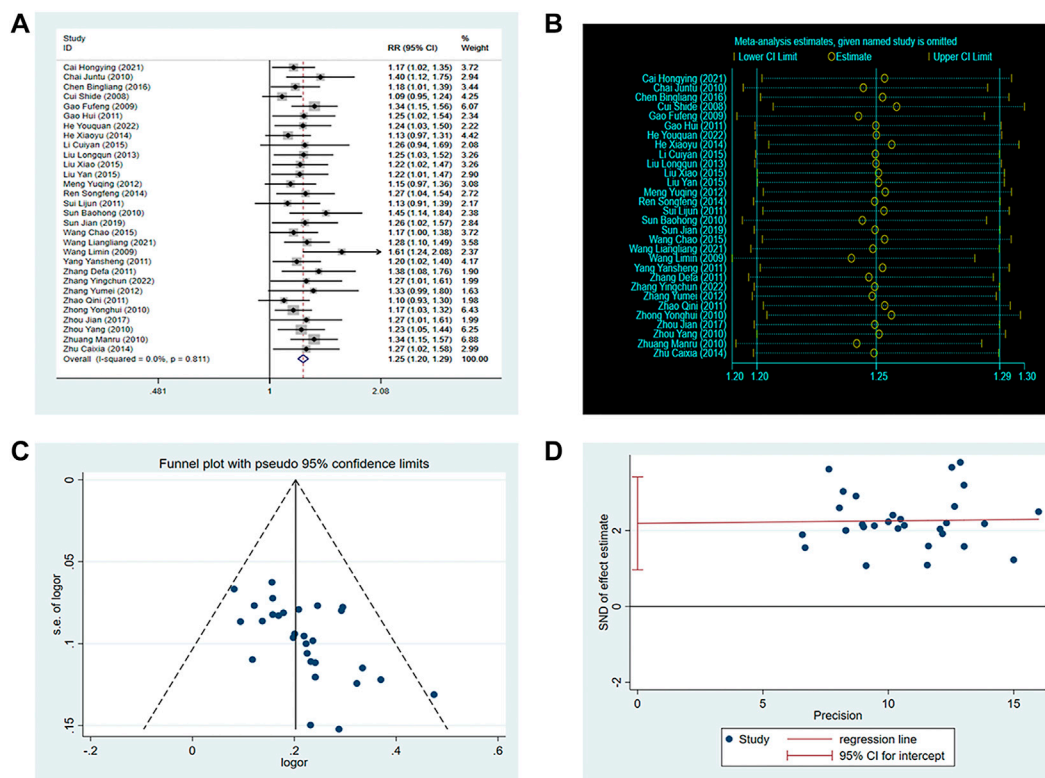 A
Study
ID
RR (95% CI)
%
Weight
Cai Hongying (2021) 1.17 (1.02, 1.35) 3.72
Chai Juntu (2010) 1.40 (1.12, 1.75) 2.94
Chen Bingliang (2016) 1.18 (1.01, 1.39) 3.44
Cui Shide (2008) 1.09 (0.95, 1.24) 4.25
Gao Fufeng (2009) 1.34 (1.15, 1.56) 6.07
Gao Hui (2011) 1.25 (1.02, 1.54) 2.34
He Youquan (2022) 1.24 (1.03, 1.50) 2.22
He Xiaoyu (2014) 1.13 (0.97, 1.31) 4.42
Li Cuiyan (2015) 1.26 (0.94, 1.69) 2.08
Liu Longqun (2013) 1.25 (1.03, 1.52) 3.26
Liu Xiao (2015) 1.22 (1.02, 1.47) 3.26
Liu Yan (2015) 1.22 (1.01, 1.47) 2.90
Meng Yuqing (2012) 1.15 (0.97, 1.36) 3.08
Ren Songfeng (2014) 1.27 (1.04, 1.54) 2.72
Sui Lijun (2011) 1.13 (0.91, 1.39) 2.17
Sun Baohong (2010) 1.45 (1.14, 1.84) 2.38
Sun Jian (2019) 1.26 (1.02, 1.57) 2.84
Wang Chao (2015) 1.17 (1.00, 1.38) 3.72
Wang Liangliang (2021) 1.28 (1.10, 1.49) 3.58
Wang Limin (2009) 1.61 (1.24, 2.08) 2.37
Yang Yansheng (2011) 1.20 (1.02, 1.40) 4.17
Zhang Defa (2011) 1.38 (1.08, 1.76) 1.90
Zhang Yingchun (2022) 1.27 (1.01, 1.61) 1.99
Zhang Yumei (2012) 1.33 (0.99, 1.80) 1.63
Zhao Qini (2011) 1.10 (0.93, 1.30) 1.98
Zhong Yonghui (2010) 1.17 (1.03, 1.32) 6.43
Zhou Jian (2017) 1.27 (1.01, 1.61) 1.99
Zhou Yang (2010) 1.23 (1.05, 1.44) 6.25
Zhuang Manru (2010) 1.34 (1.15, 1.57) 6.88
Zhu Caixia (2014) 1.27 (1.02, 1.58) 2.99
Overall (I-squared = 0.0%, p = 0.811) 1.25 (1.20, 1.29) 100.00
.481 1 2.08
B
Meta-analysis estimates, given named study is omitted
Lower CI Limit Estimate Upper CI Limit
Cai Hongying (2021)
Chai Juntu (2010)
Chen Bingliang (2016)
Cui Shide (2008)
Gao Fufeng (2009)
Gao Hui (2011)
He Youquan (2022)
He Xiaoyu (2014)
Li Cuiyan (2015)
Liu Longqun (2013)
Liu Xiao (2015)
Liu Yan (2015)
Meng Yuqing (2012)
Ren Songfeng (2014)
Sui Lijun (2011)
Sun Baohong (2010)
Sun Jian (2019)
Wang Chao (2015)
Wang Liangliang (2021)
Wang Limin (2009)
Yang Yansheng (2011)
Zhang Defa (2011)
Zhang Yingchun (2022)
Zhang Yumei (2012)
Zhao Qini (2011)
Zhong Yonghui (2010)
Zhou Jian (2017)
Zhou Yang (2010)
Zhuang Manru (2010)
Zhu Caixia (2014)
1.20 1.20 1.25 1.29 1.30
C
Funnel plot with pseudo 95% confidence limits
s.e. of logor
0
.05
.1
.15
-.2 0 .2 .4 .6
logor
D
SND of effect estimate
2
0
-2
0 5 10 15
Precision
Study regression line
95% CI for intercept